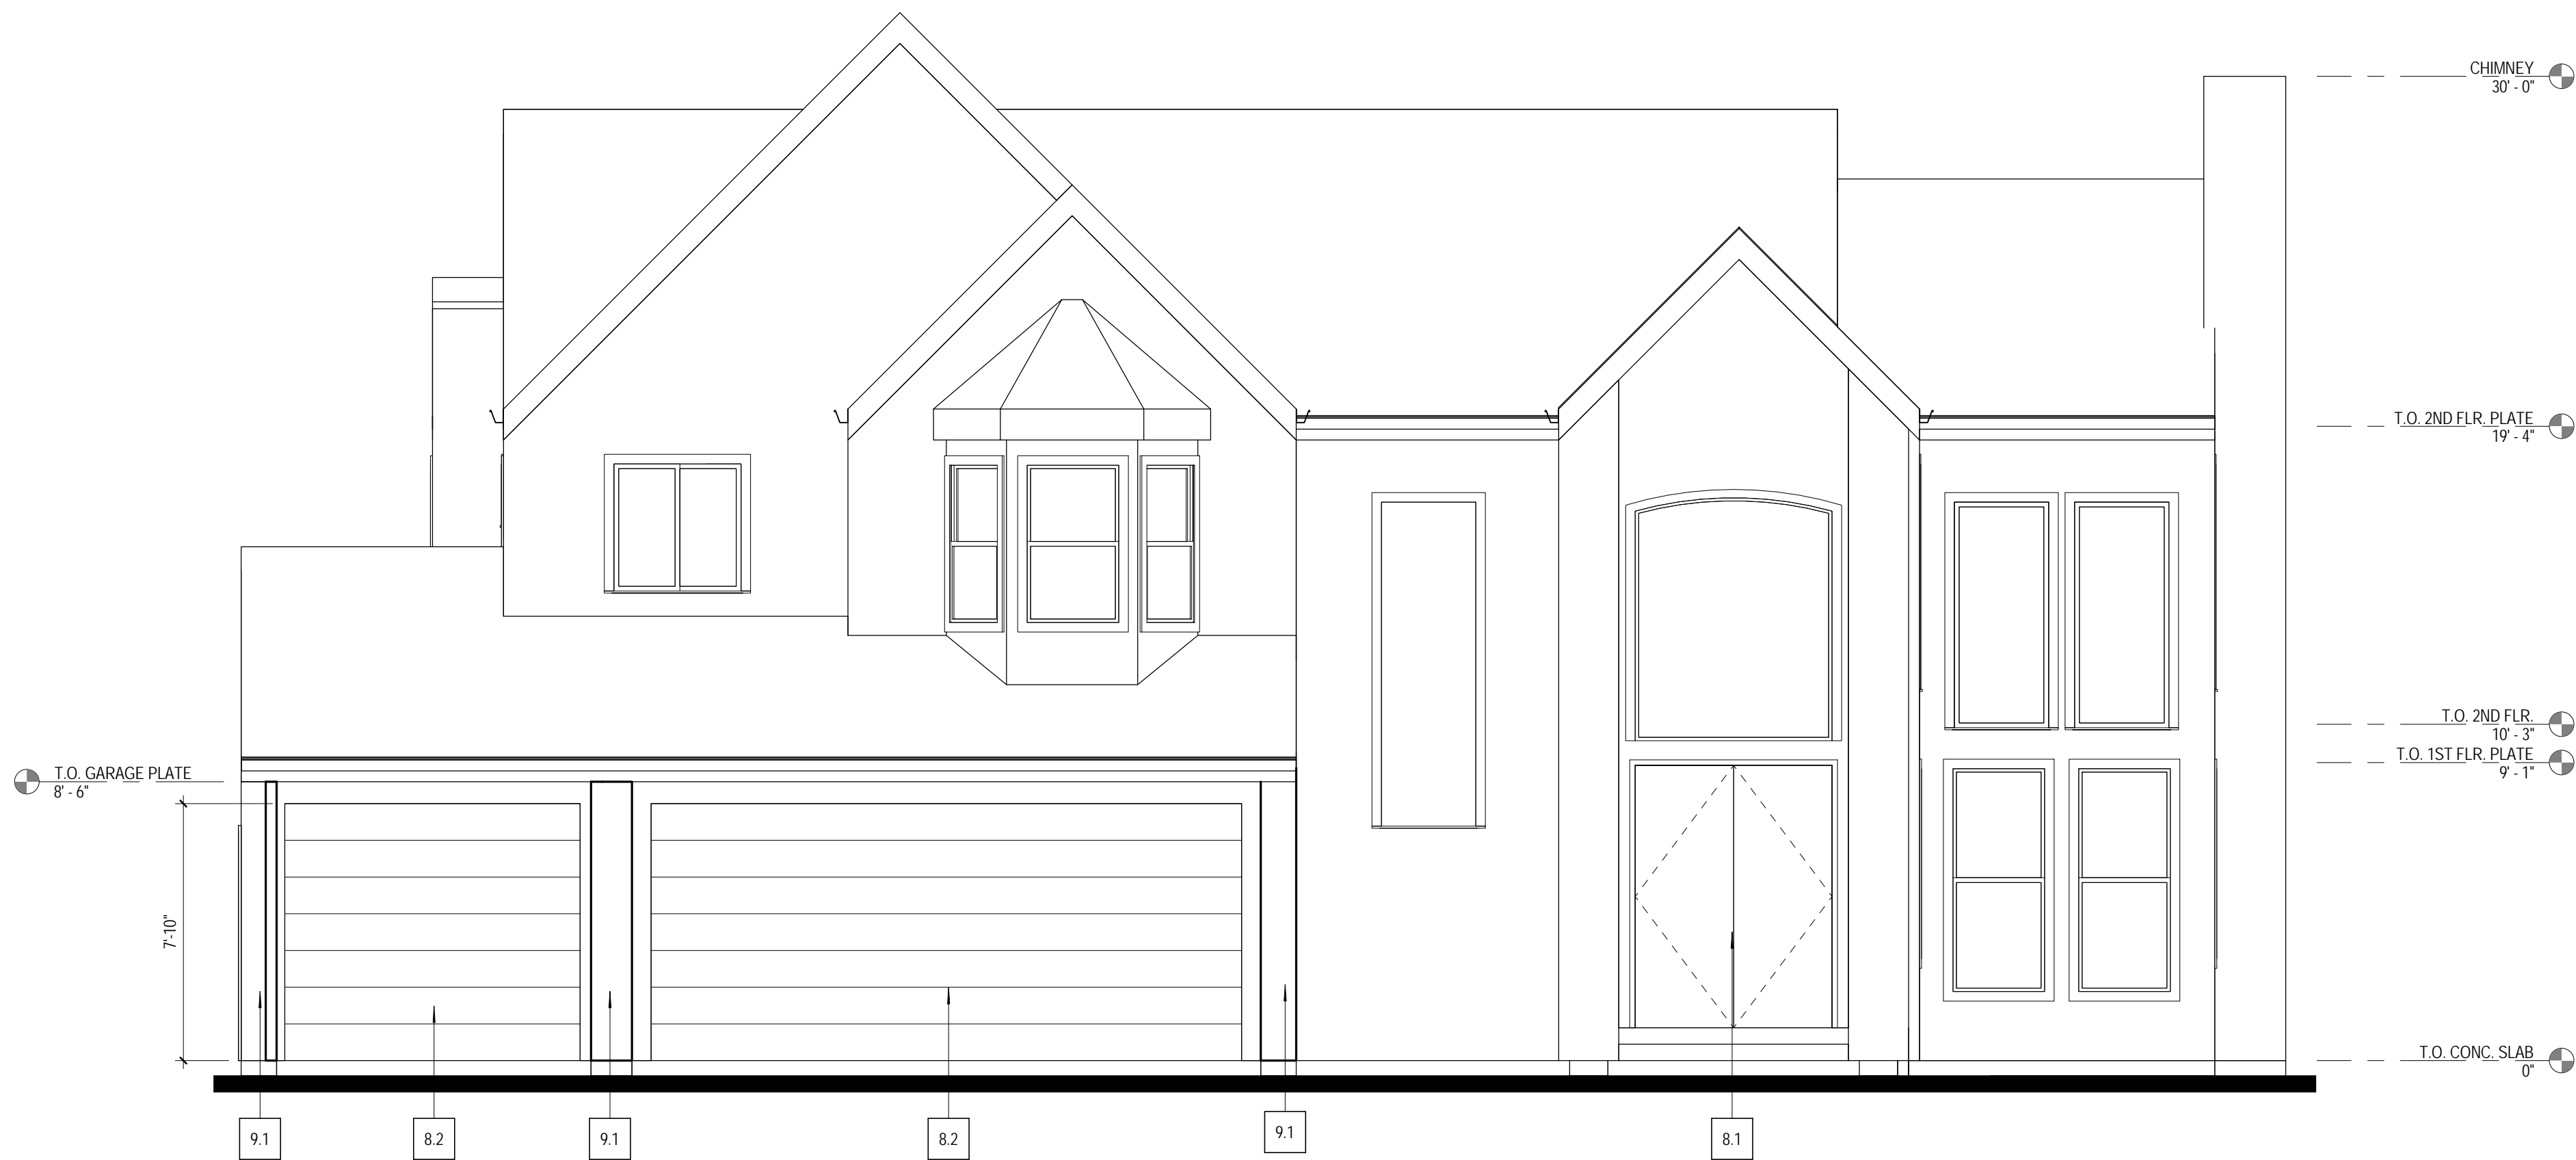 CHIMNEY
30' - 0"
T.O. 2ND FLR. PLATE
19' - 4"
T.O. 2ND FLR.
10' - 3"
T.O. 1ST FLR. PLATE
9' - 1"
T.O. GARAGE PLATE
8' - 6"
7'-10"
T.O. CONC. SLAB
0"
9.1
8.2
9.1
8.2
9.1
8.1